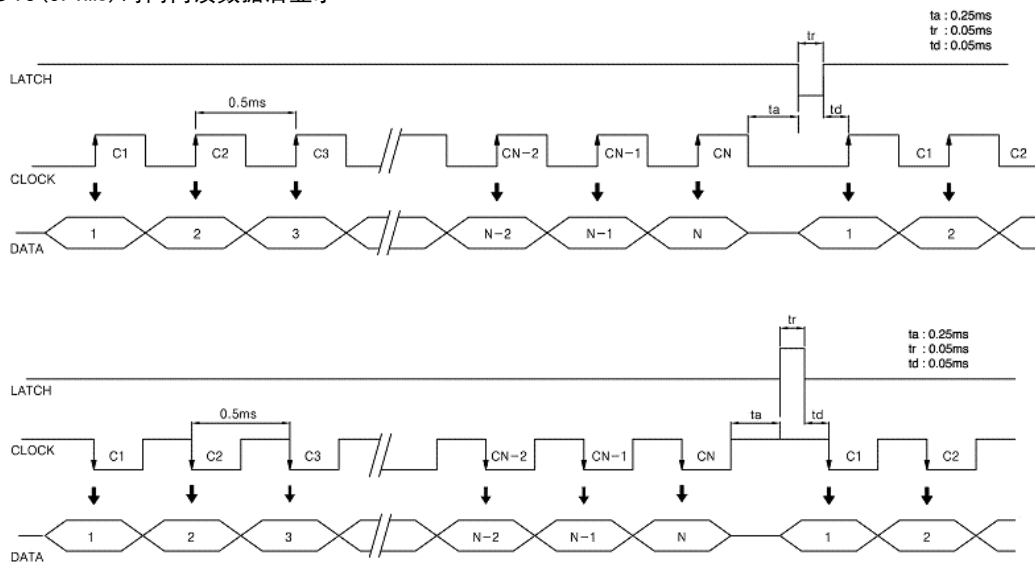 tr
ta : 0.25ms
tr : 0.05ms
td : 0.05ms
LATCH
0.5ms
ta
td
C1
C2
C3
CN-2
CN-1
CN
C1
C2
CLOCK
1
2
3
N-2
N-1
N
1
2
DATA
tr
ta : 0.25ms
tr : 0.05ms
td : 0.05ms
LATCH
0.5ms
ta
td
CLOCK
C1
C2
C3
CN-2
CN-1
CN
C1
C2
1
2
3
N-2
N-1
N
1
2
DATA